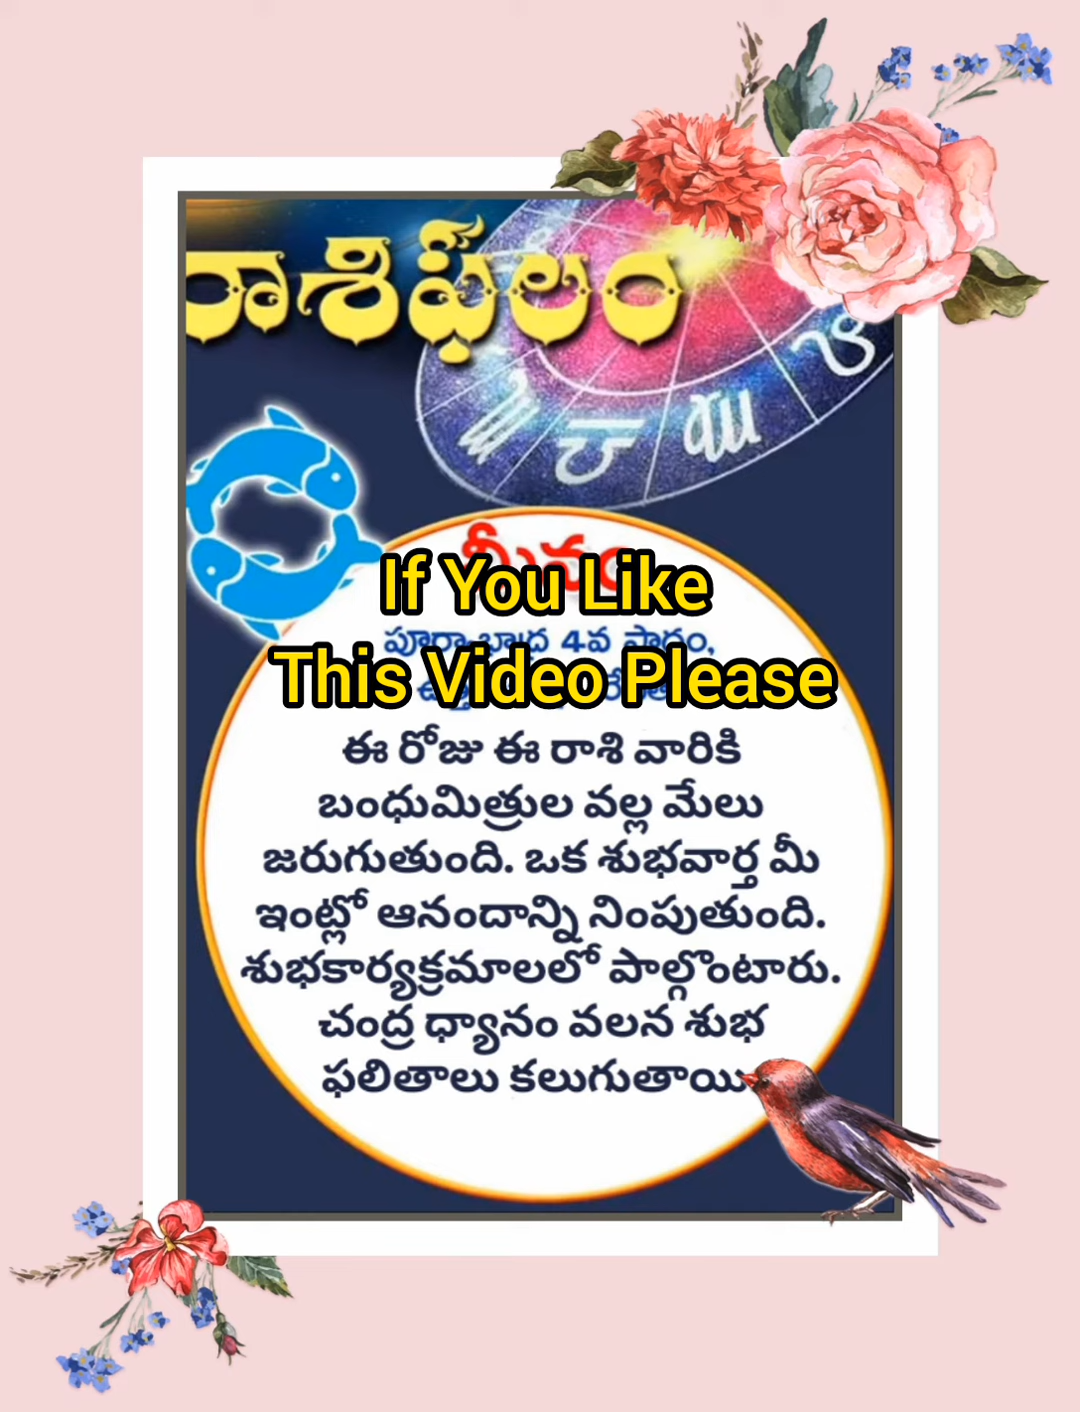 రాశిఫలం
మీనం
If You Like
పూర్వాభాద్ర 4వ పాదం,
This Video Please
ఈ రోజు ఈ రాశి వారికి
బంధుమిత్రుల వల్ల మేలు
జరుగుతుంది. ఒక శుభవార్త మీ
ఇంట్లో ఆనందాన్ని నింపుతుంది.
శుభకార్యక్రమాలలో పాల్గొంటారు.
చంద్ర ధ్యానం వలన శుభ
ఫలితాలు కలుగుతాయి